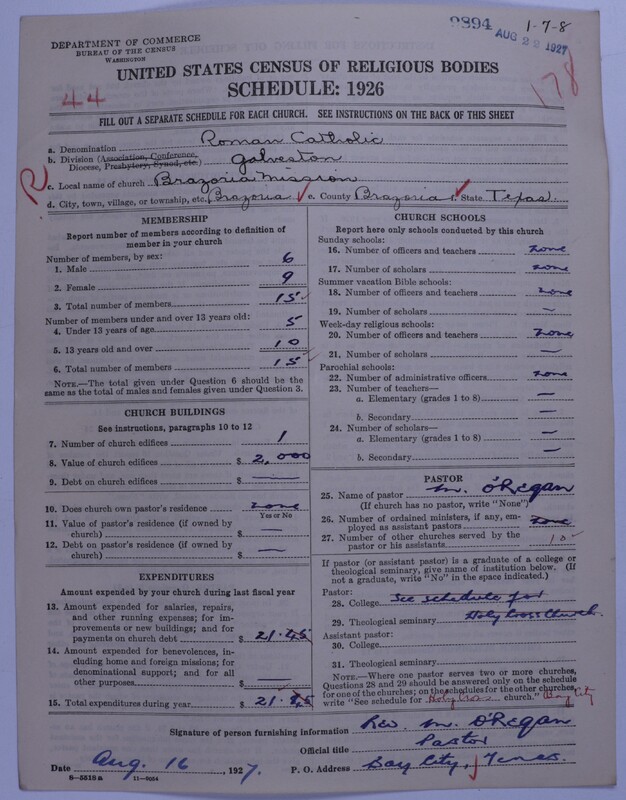 9894 1-7-8
AUG 22 1927
DEPARTMENT OF COMMERCE
BUREAU OF THE CENSUS
WASHINGTON
UNITED STATES CENSUS OF RELIGIOUS BODIES
SCHEDULE: 1926
44
178
FILL OUT A SEPARATE SCHEDULE FOR EACH CHURCH. SEE INSTRUCTIONS ON THE BACK OF THIS SHEET
a. Denomination Roman Catholic
b. Division (Association, Conference, Diocese, Presbytery, Synod, etc.) Galveston
R c. Local name of church Brazoria Mission
d. City, town, village, or township, etc. Brazoria e. County Brazoria f. State Texas
MEMBERSHIP
Report number of members according to definition of
member in your church
Number of members, by sex:
1. Male 6
2. Female 9
3. Total number of members 15
Number of members under and over 13 years old:
4. Under 13 years of age 5
5. 13 years old and over 10
6. Total number of members 15
NOTE.—The total given under Question 6 should be the
same as the total of males and females given under Question 3.
CHURCH BUILDINGS
See instructions, paragraphs 10 to 12
7. Number of church edifices 1
8. Value of church edifices $ 2,000
9. Debt on church edifices $ —
10. Does church own pastor's residence none
Yes or No
11. Value of pastor's residence (if owned by
church) $ —
12. Debt on pastor's residence (if owned by
church) $ —
EXPENDITURES
Amount expended by your church during last fiscal year
13. Amount expended for salaries, repairs,
and other running expenses; for im-
provements or new buildings; and for
payments on church debt $ 21.45
14. Amount expended for benevolences, in-
cluding home and foreign missions; for
denominational support; and for all
other purposes $ —
15. Total expenditures during year $ 21.45
CHURCH SCHOOLS
Report here only schools conducted by this church
Sunday schools:
16. Number of officers and teachers none
17. Number of scholars none
Summer vacation Bible schools:
18. Number of officers and teachers none
19. Number of scholars —
Week-day religious schools:
20. Number of officers and teachers none
21. Number of scholars —
Parochial schools:
22. Number of administrative officers none
23. Number of teachers—
a. Elementary (grades 1 to 8) —
b. Secondary —
24. Number of scholars—
a. Elementary (grades 1 to 8) —
b. Secondary —
PASTOR
25. Name of pastor M. O'Regan
(If church has no pastor, write "None")
26. Number of ordained ministers, if any, em-
ployed as assistant pastors none
27. Number of other churches served by the
pastor or his assistants 10
If pastor (or assistant pastor) is a graduate of a college or
theological seminary, give name of institution below. (If
not a graduate, write "No" in the space indicated.)
Pastor:
28. College See schedule for
29. Theological seminary Holy Cross Church.
Assistant pastor:
30. College
31. Theological seminary
NOTE.—Where one pastor serves two or more churches,
Questions 28 and 29 should be answered only on the schedule
for one of the churches; on the schedules for the other churches,
write "See schedule for Holy Cross church." Bay City
Signature of person furnishing information Rev. M. O'Regan
Official title Pastor
Date Aug. 16, 1927. P. O. Address Bay City, Texas.
8-5518a 11-9054